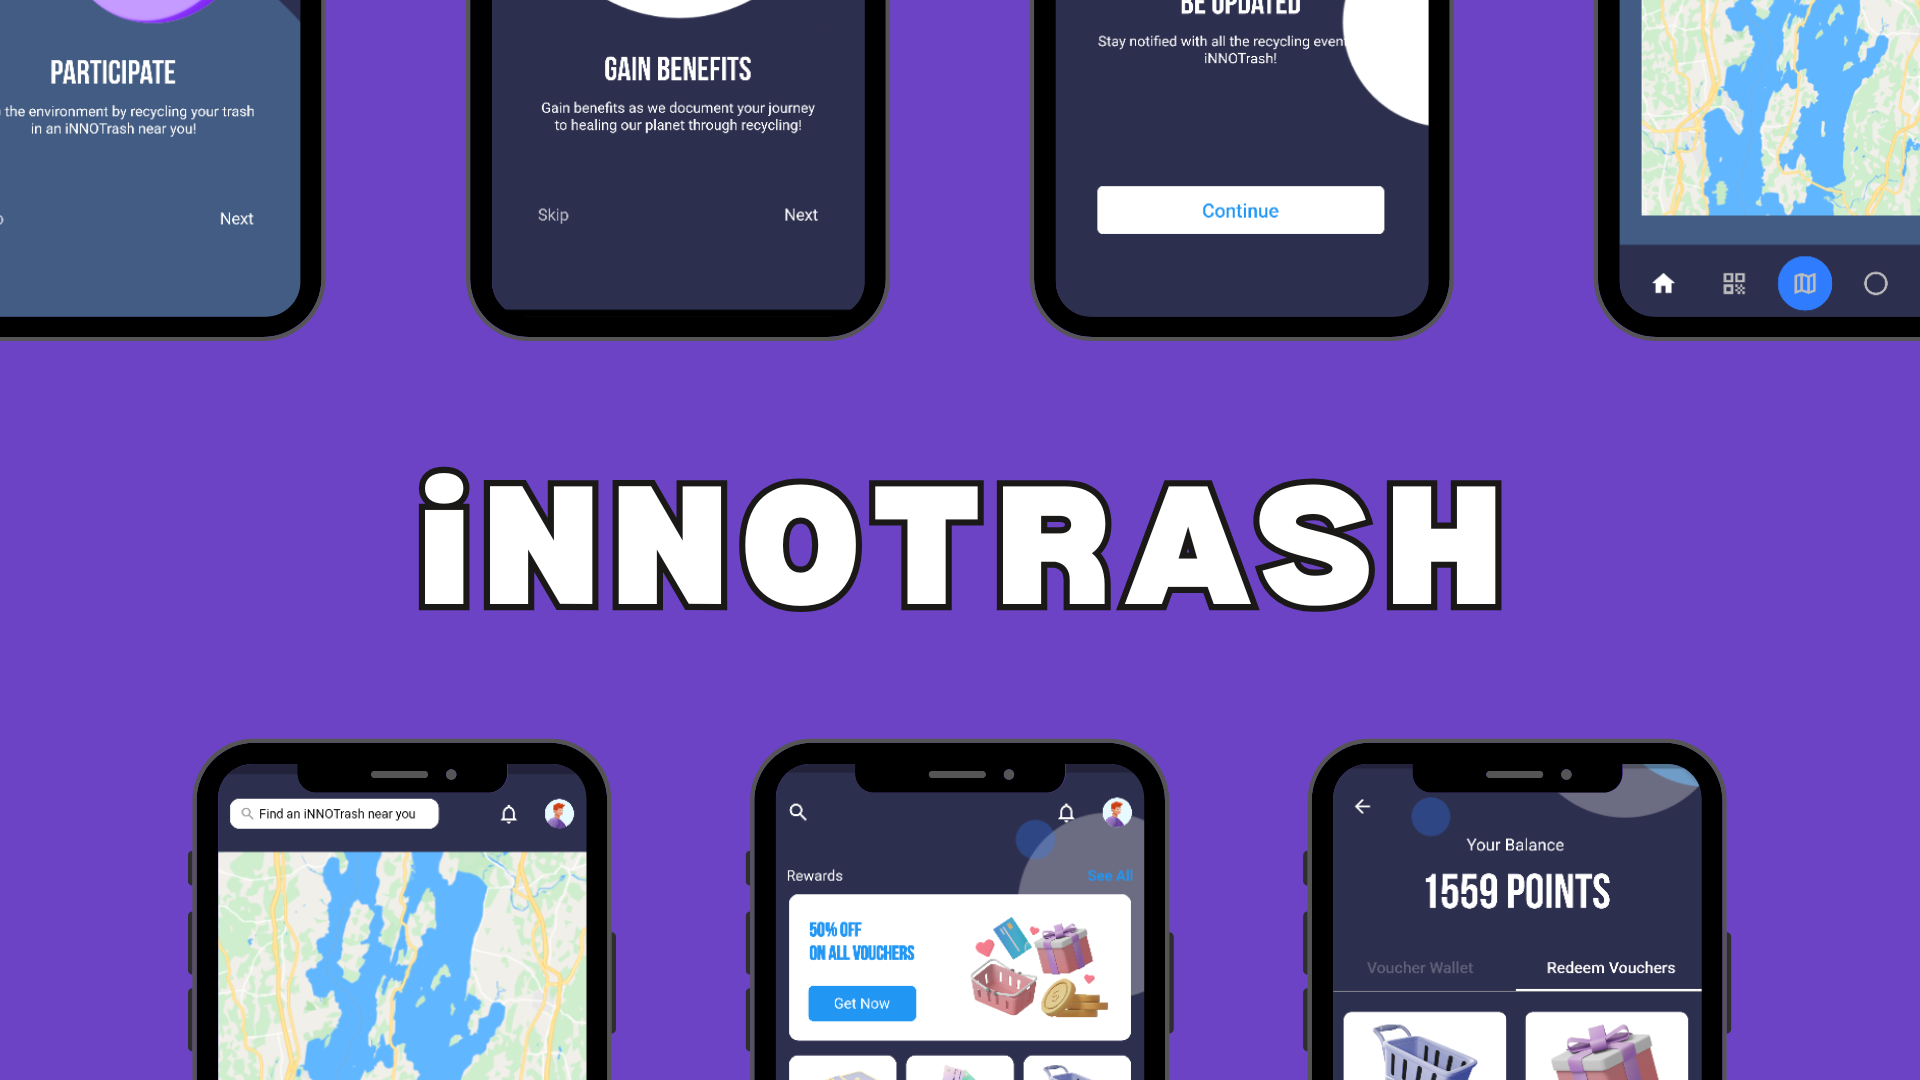 PARTICIPATE
the environment by recycling your trash
in an iNNOTrash near you!
Next
GAIN BENEFITS
Gain benefits as we document your journey
to healing our planet through recycling!
Skip
Next
BE UPDATED
Stay notified with all the recycling even
iNNOTrash!
Continue
iNNOTRASH
Find an iNNOTrash near you
Rewards
See All
50% OFF
ON ALL VOUCHERS
Get Now
Your Balance
1559 POINTS
Voucher Wallet
Redeem Vouchers